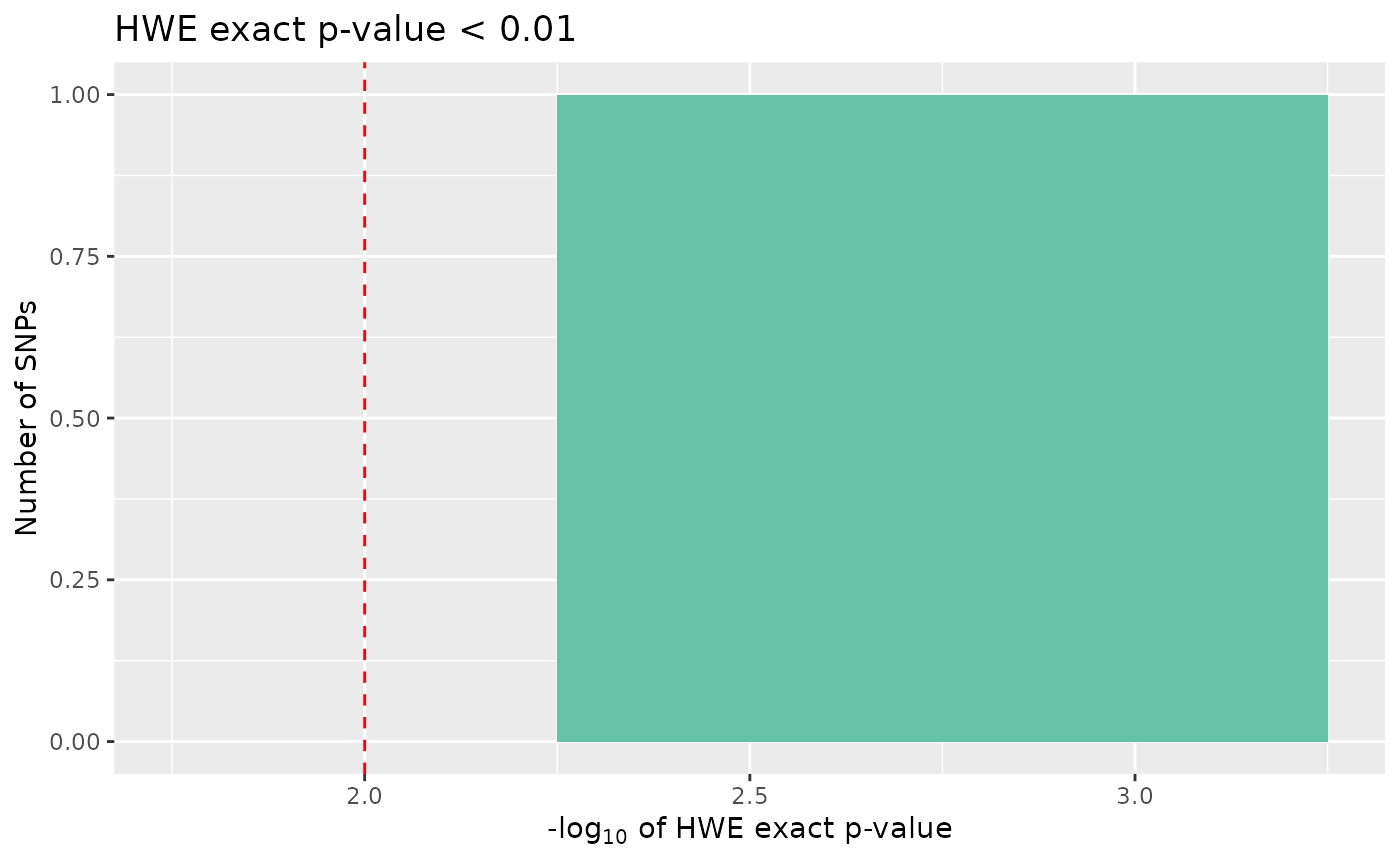 HWE exact p-value < 0.01
1.00
0.75
0.50
0.25
0.00
Number of SNPs
2.0 2.5 3.0
-log₁₀ of HWE exact p-value